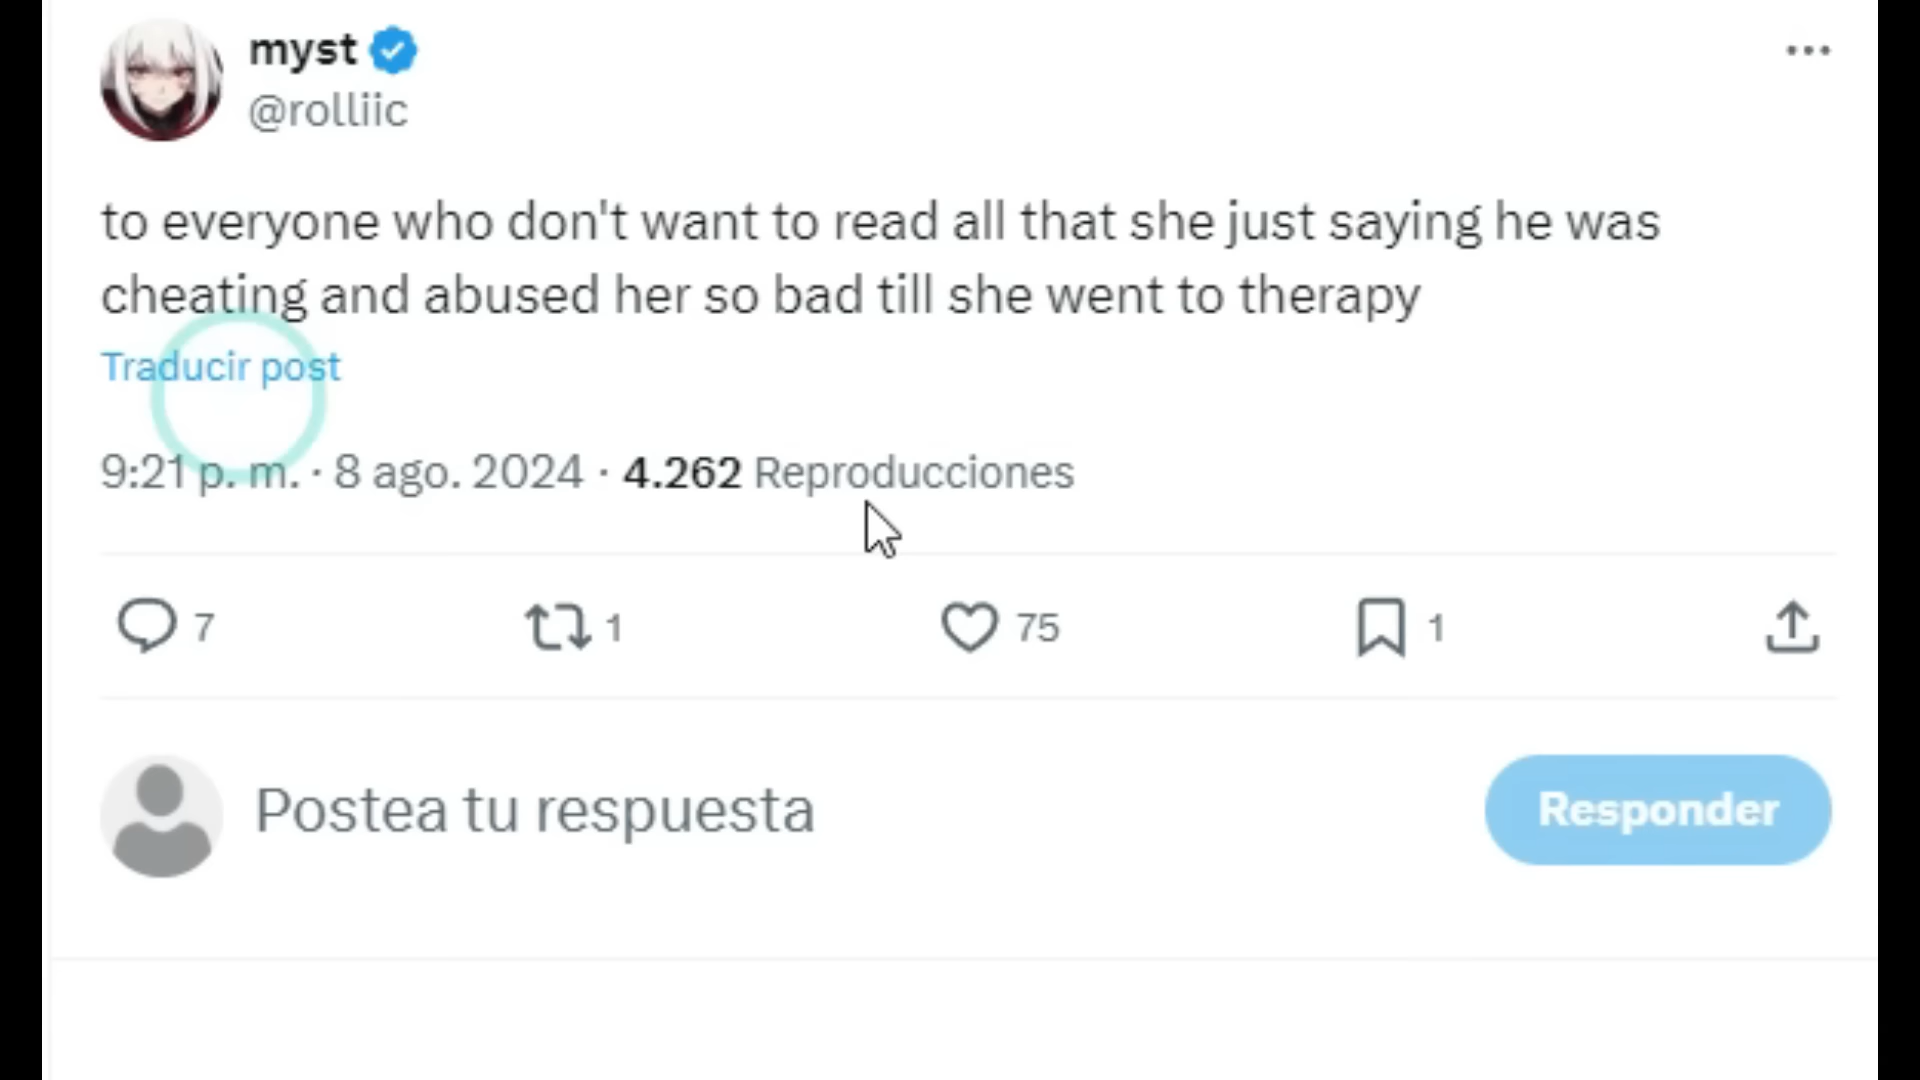 myst
@rolliic
to everyone who don't want to read all that she just saying he was
cheating and abused her so bad till she went to therapy
Traducir post
9:21 p. m. · 8 ago. 2024 · 4.262 Reproducciones
7 1 75 1
Postea tu respuesta Responder